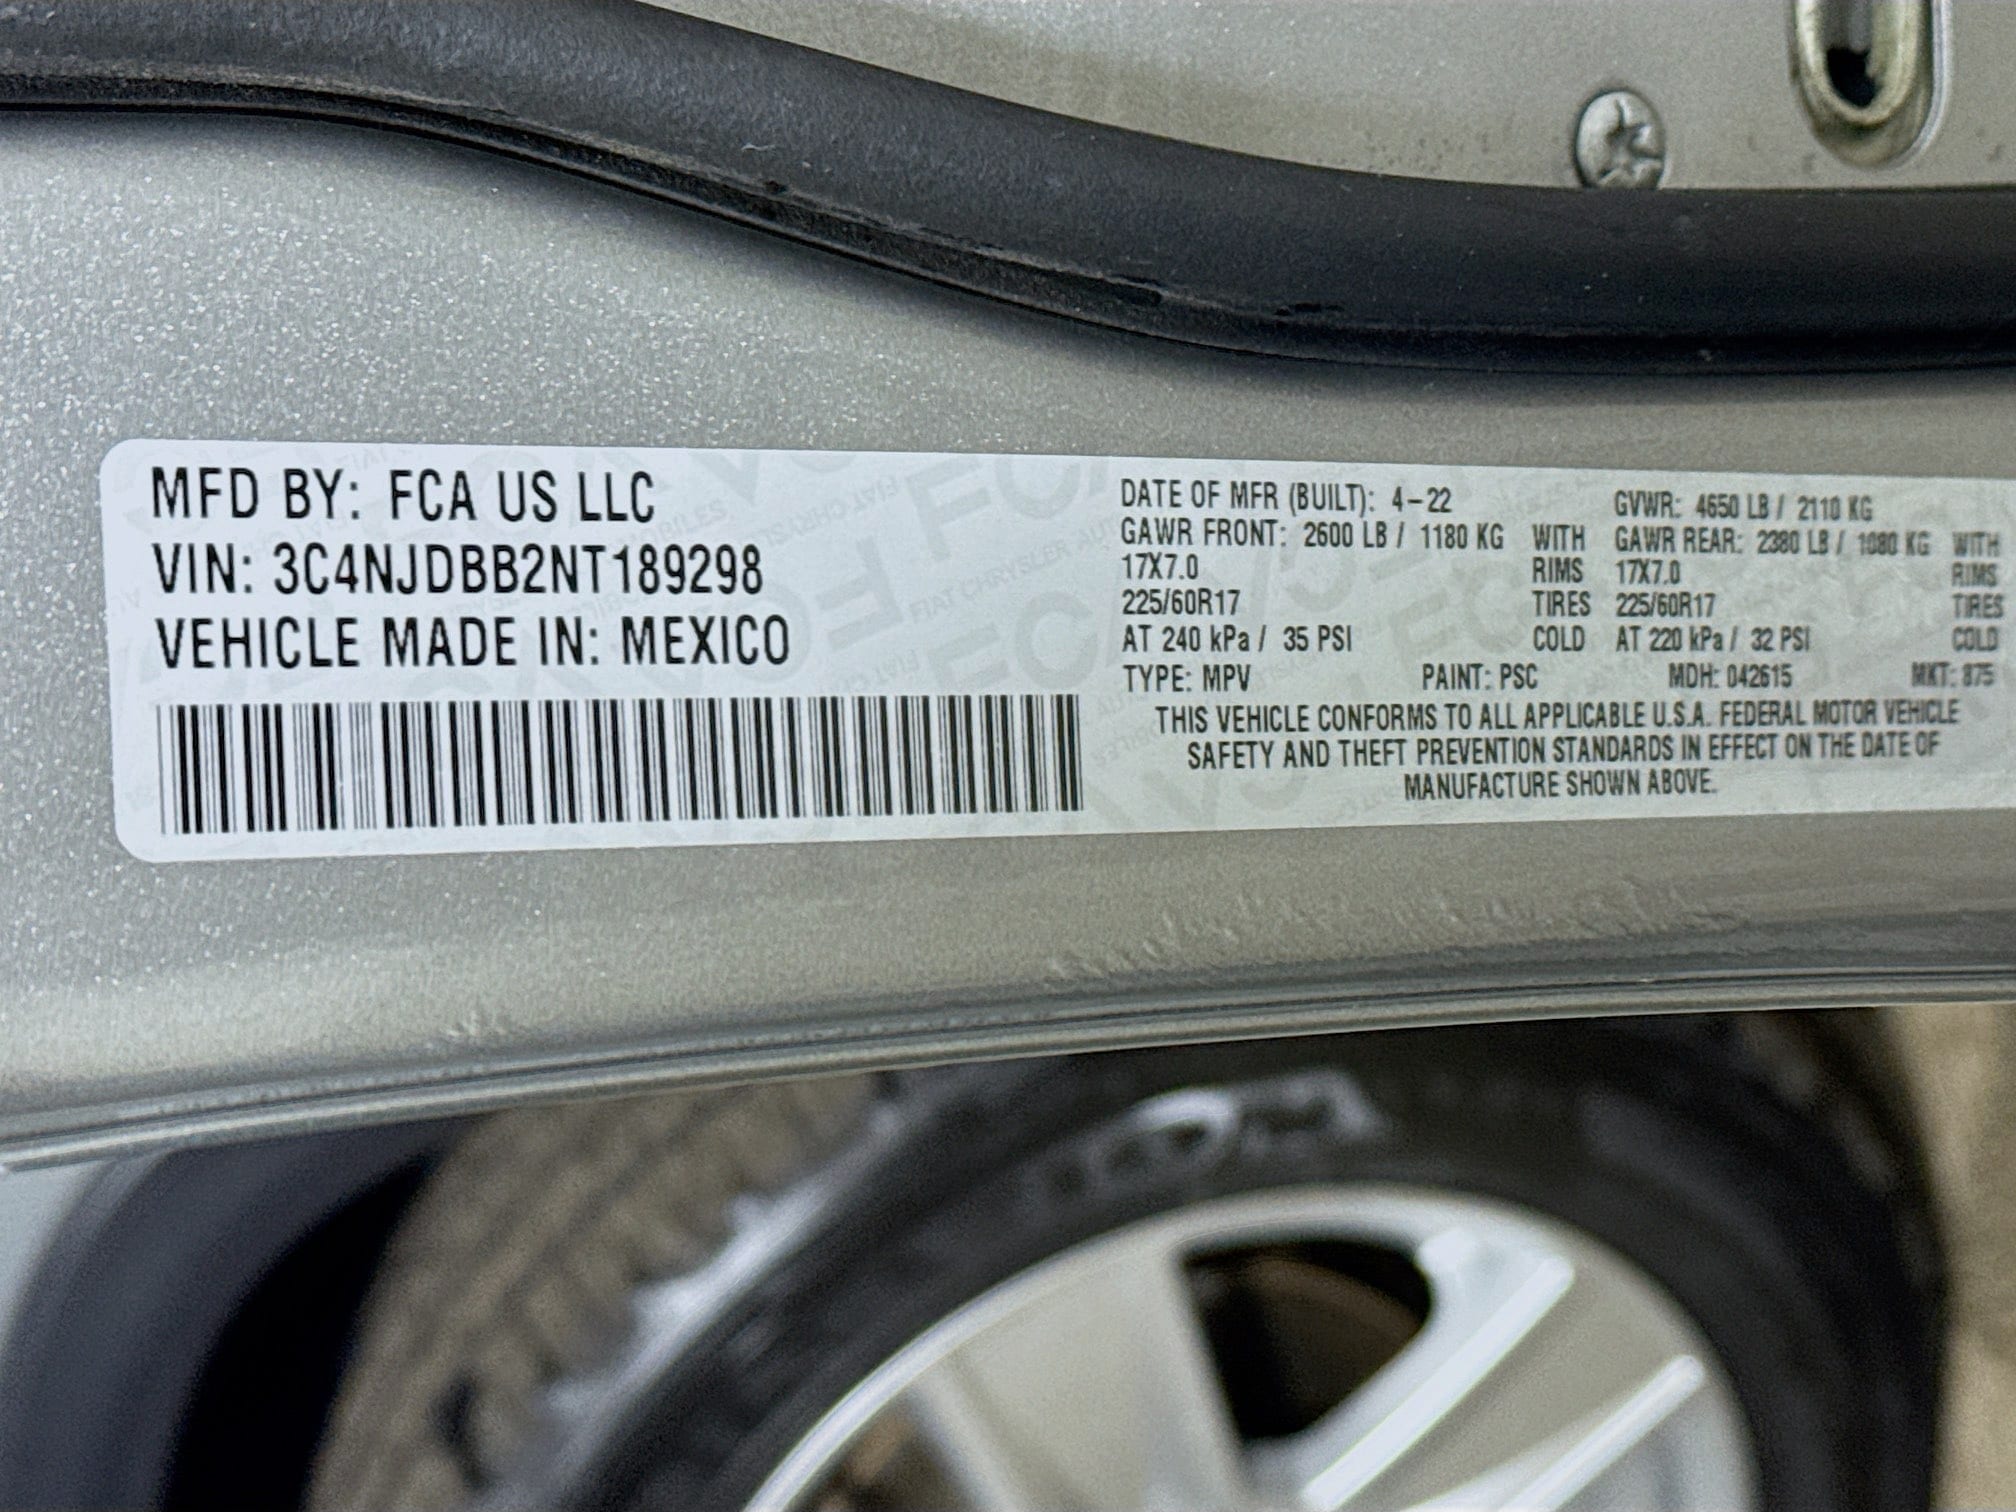 MFD BY: FCA US LLC
VIN: 3C4NJDBB2NT189298
VEHICLE MADE IN: MEXICO
DATE OF MFR (BUILT): 4-22 GVWR: 4650 LB / 2110 KG
GAWR FRONT: 2600 LB / 1180 KG WITH GAWR REAR: 2380 LB / 1080 KG WITH
17X7.0 RIMS 17X7.0 RIMS
225/60R17 TIRES 225/60R17 TIRES
AT 240 kPa / 35 PSI COLD AT 220 kPa / 32 PSI COLD
TYPE: MPV PAINT: PSC MDH: 042615 MKT: 875
THIS VEHICLE CONFORMS TO ALL APPLICABLE U.S.A. FEDERAL MOTOR VEHICLE
SAFETY AND THEFT PREVENTION STANDARDS IN EFFECT ON THE DATE OF
MANUFACTURE SHOWN ABOVE.